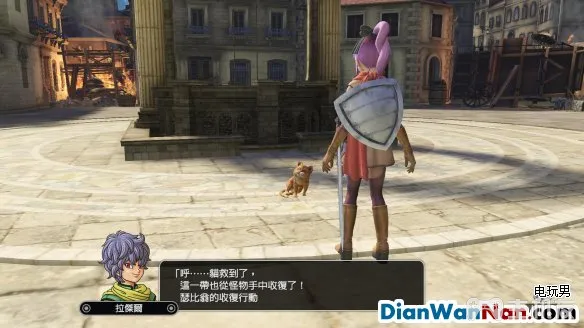 「呼……貓救到了，
這一帶也從怪物手中收復了！
瑟比翁的收復行動
拉傑爾
电玩男
DianWanNan.com